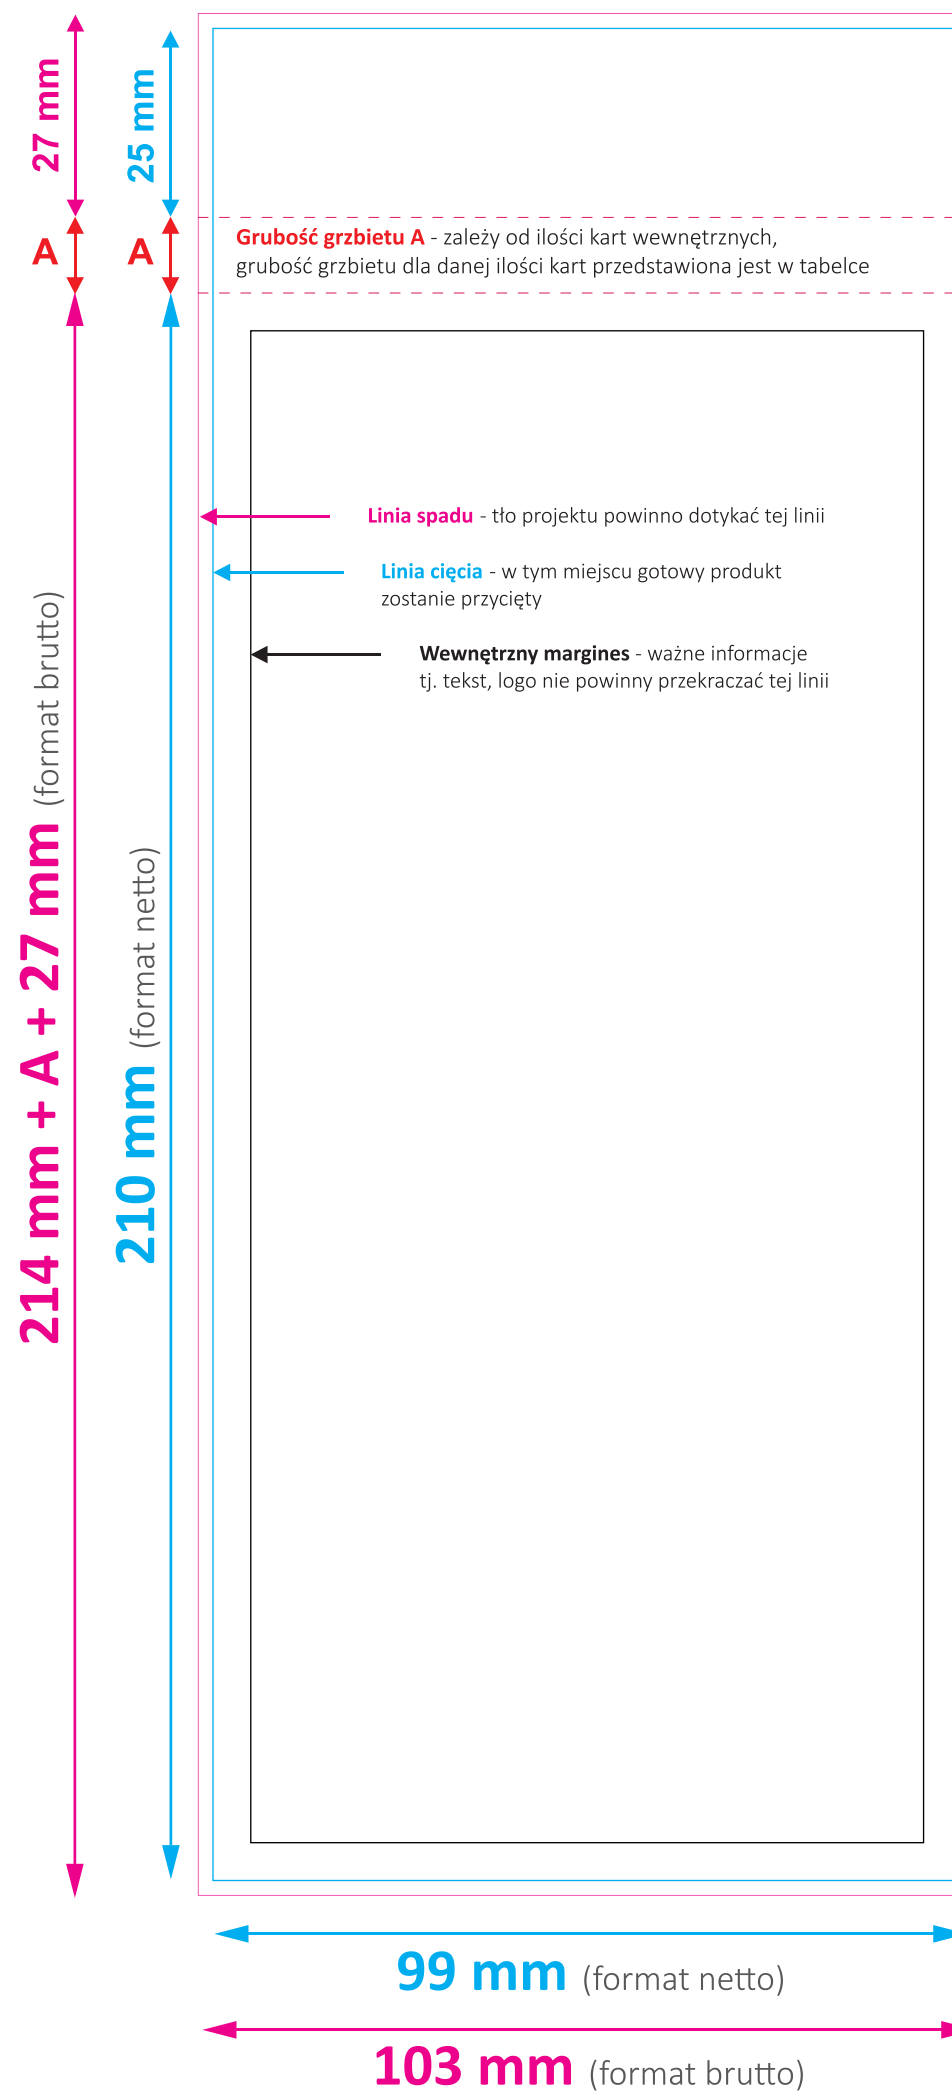 27 mm
25 mm
A
A
Grubość grzbietu A - zależy od ilości kart wewnętrznych,
grubość grzbietu dla danej ilości kart przedstawiona jest w tabelce
Linia spadu - tło projektu powinno dotykać tej linii
Linia cięcia - w tym miejscu gotowy produkt
zostanie przycięty
Wewnętrzny margines - ważne informacje
tj. tekst, logo nie powinny przekraczać tej linii
214 mm + A + 27 mm (format brutto)
210 mm (format netto)
99 mm (format netto)
103 mm (format brutto)